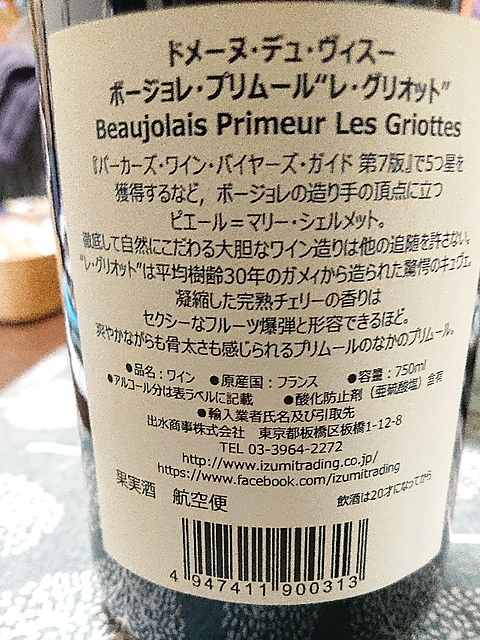 ドメーヌ・デュ・ヴィスー
ボージョレ・プリムール“レ・グリオット”
Beaujolais Primeur Les Griottes
『パーカーズ・ワイン・バイヤーズ・ガイド 第7版』で5つ星を
獲得するなど，ボージョレの造り手の頂点に立つ
ピエール＝マリー・シェルメット。
徹底して自然にこだわる大胆なワイン造りは他の追随を許さない。
“レ・グリオット”は平均樹齢30年のガメィから造られた驚愕のキュヴェ。
凝縮した完熟チェリーの香りは
セクシーなフルーツ爆弾と形容できるほど。
爽やかながらも骨太さも感じられるプリムールのなかのプリムール。
●品名：ワイン ●原産国：フランス ●容量：750ml
●アルコール分は表ラベルに記載 ●酸化防止剤（亜硫酸塩）含有
●輸入業者氏名及び引取先
出水商事株式会社 東京都板橋区板橋1-12-8
TEL 03-3964-2272
http://www.izumitrading.co.jp/
https://www.facebook.com/izumitrading
果実酒 航空便 飲酒は20才になってから
4 947411 900313